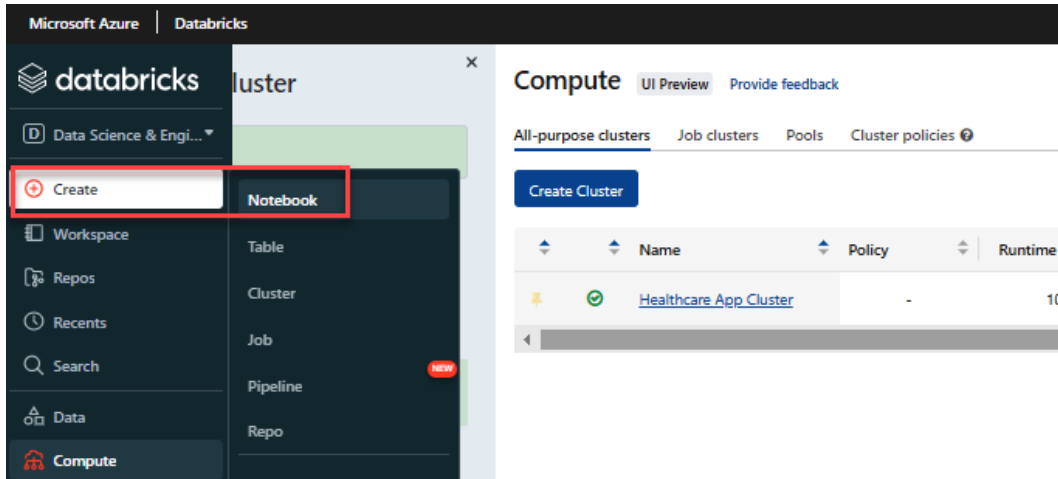 Microsoft Azure | Databricks
databricks
luster
×
D Data Science & Engi...
Create
Notebook
Workspace
Table
Repos
Cluster
Recents
Job
Search
Pipeline
NEW
Data
Repo
Compute
Compute UI Preview Provide feedback
All-purpose clusters Job clusters Pools Cluster policies ?
Create Cluster
Name Policy Runtime
Healthcare App Cluster - 10